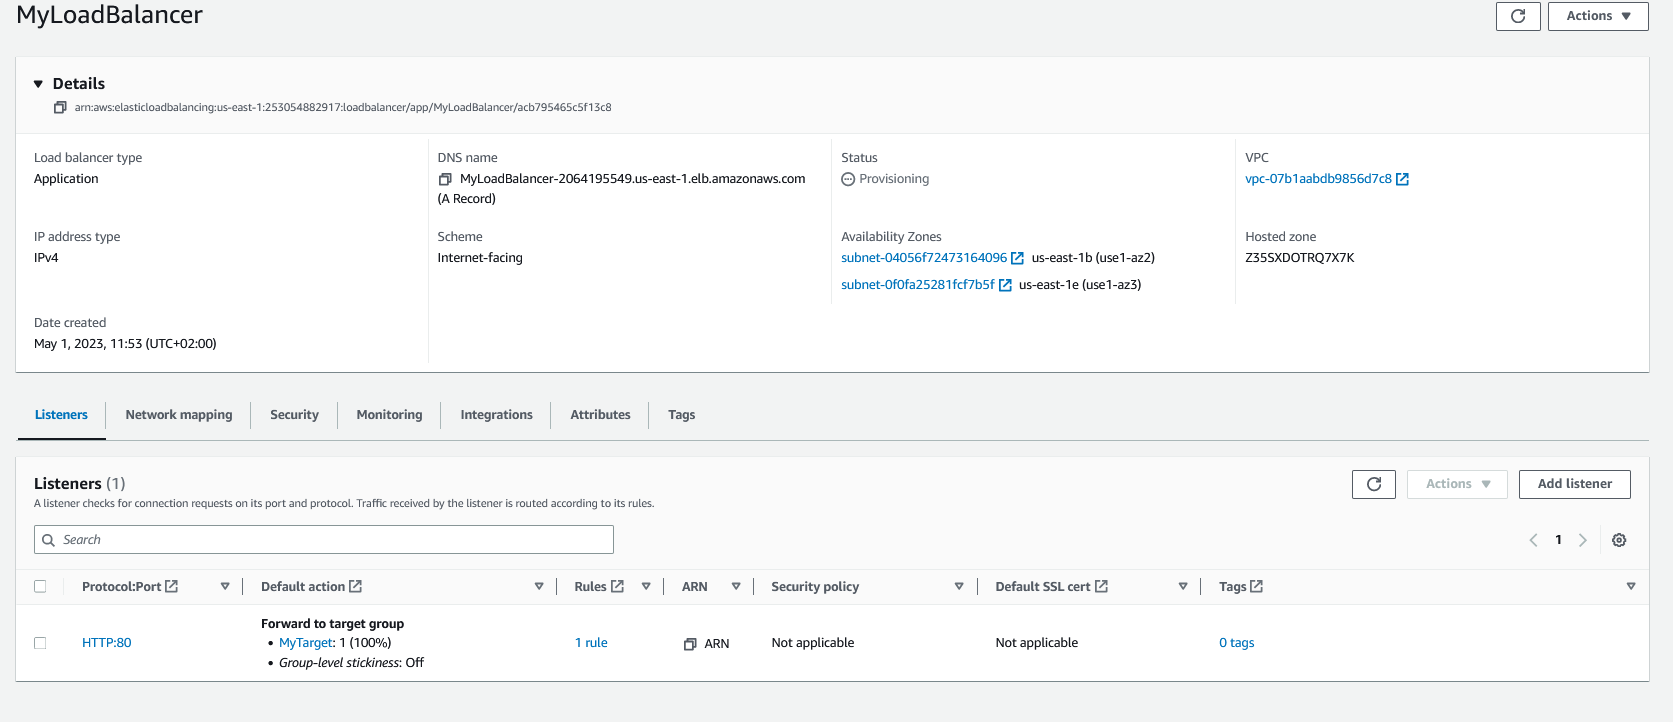 MyLoadBalancer
Actions
Details
arn:aws:elasticloadbalancing:us-east-1:253054882917:loadbalancer/app/MyLoadBalancer/acb795465c5f13c8
Load balancer type
Application
DNS name
MyLoadBalancer-2064195549.us-east-1.elb.amazonaws.com
(A Record)
Status
Provisioning
VPC
vpc-07b1aabdb9856d7c8
IP address type
IPv4
Scheme
Internet-facing
Availability Zones
subnet-04056f72473164096 us-east-1b (use1-az2)
subnet-0f0fa25281fcf7b5f us-east-1e (use1-az3)
Hosted zone
Z35SXDOTRQ7X7K
Date created
May 1, 2023, 11:53 (UTC+02:00)
Listeners Network mapping Security Monitoring Integrations Attributes Tags
Listeners (1)
A listener checks for connection requests on its port and protocol. Traffic received by the listener is routed according to its rules.
Actions
Add listener
Search
1
Protocol:Port Default action Rules ARN Security policy Default SSL cert Tags
HTTP:80
Forward to target group
• MyTarget: 1 (100%)
• Group-level stickiness: Off
1 rule
ARN
Not applicable
Not applicable
0 tags